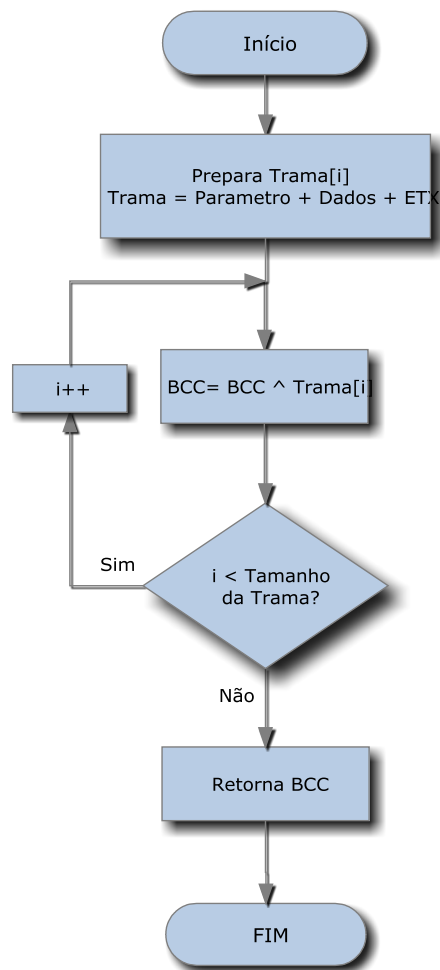 Início
Prepara Trama[i]
Trama = Parametro + Dados + ETX
i++
BCC= BCC ^ Trama[i]
Sim
i < Tamanho
da Trama?
Não
Retorna BCC
FIM